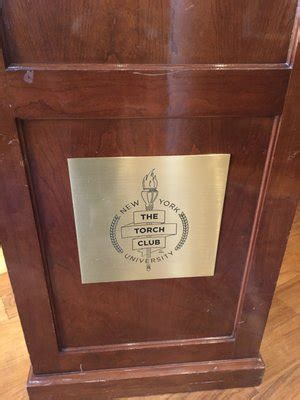 NEW YORK
THE
TORCH
CLUB
UNIVERSITY